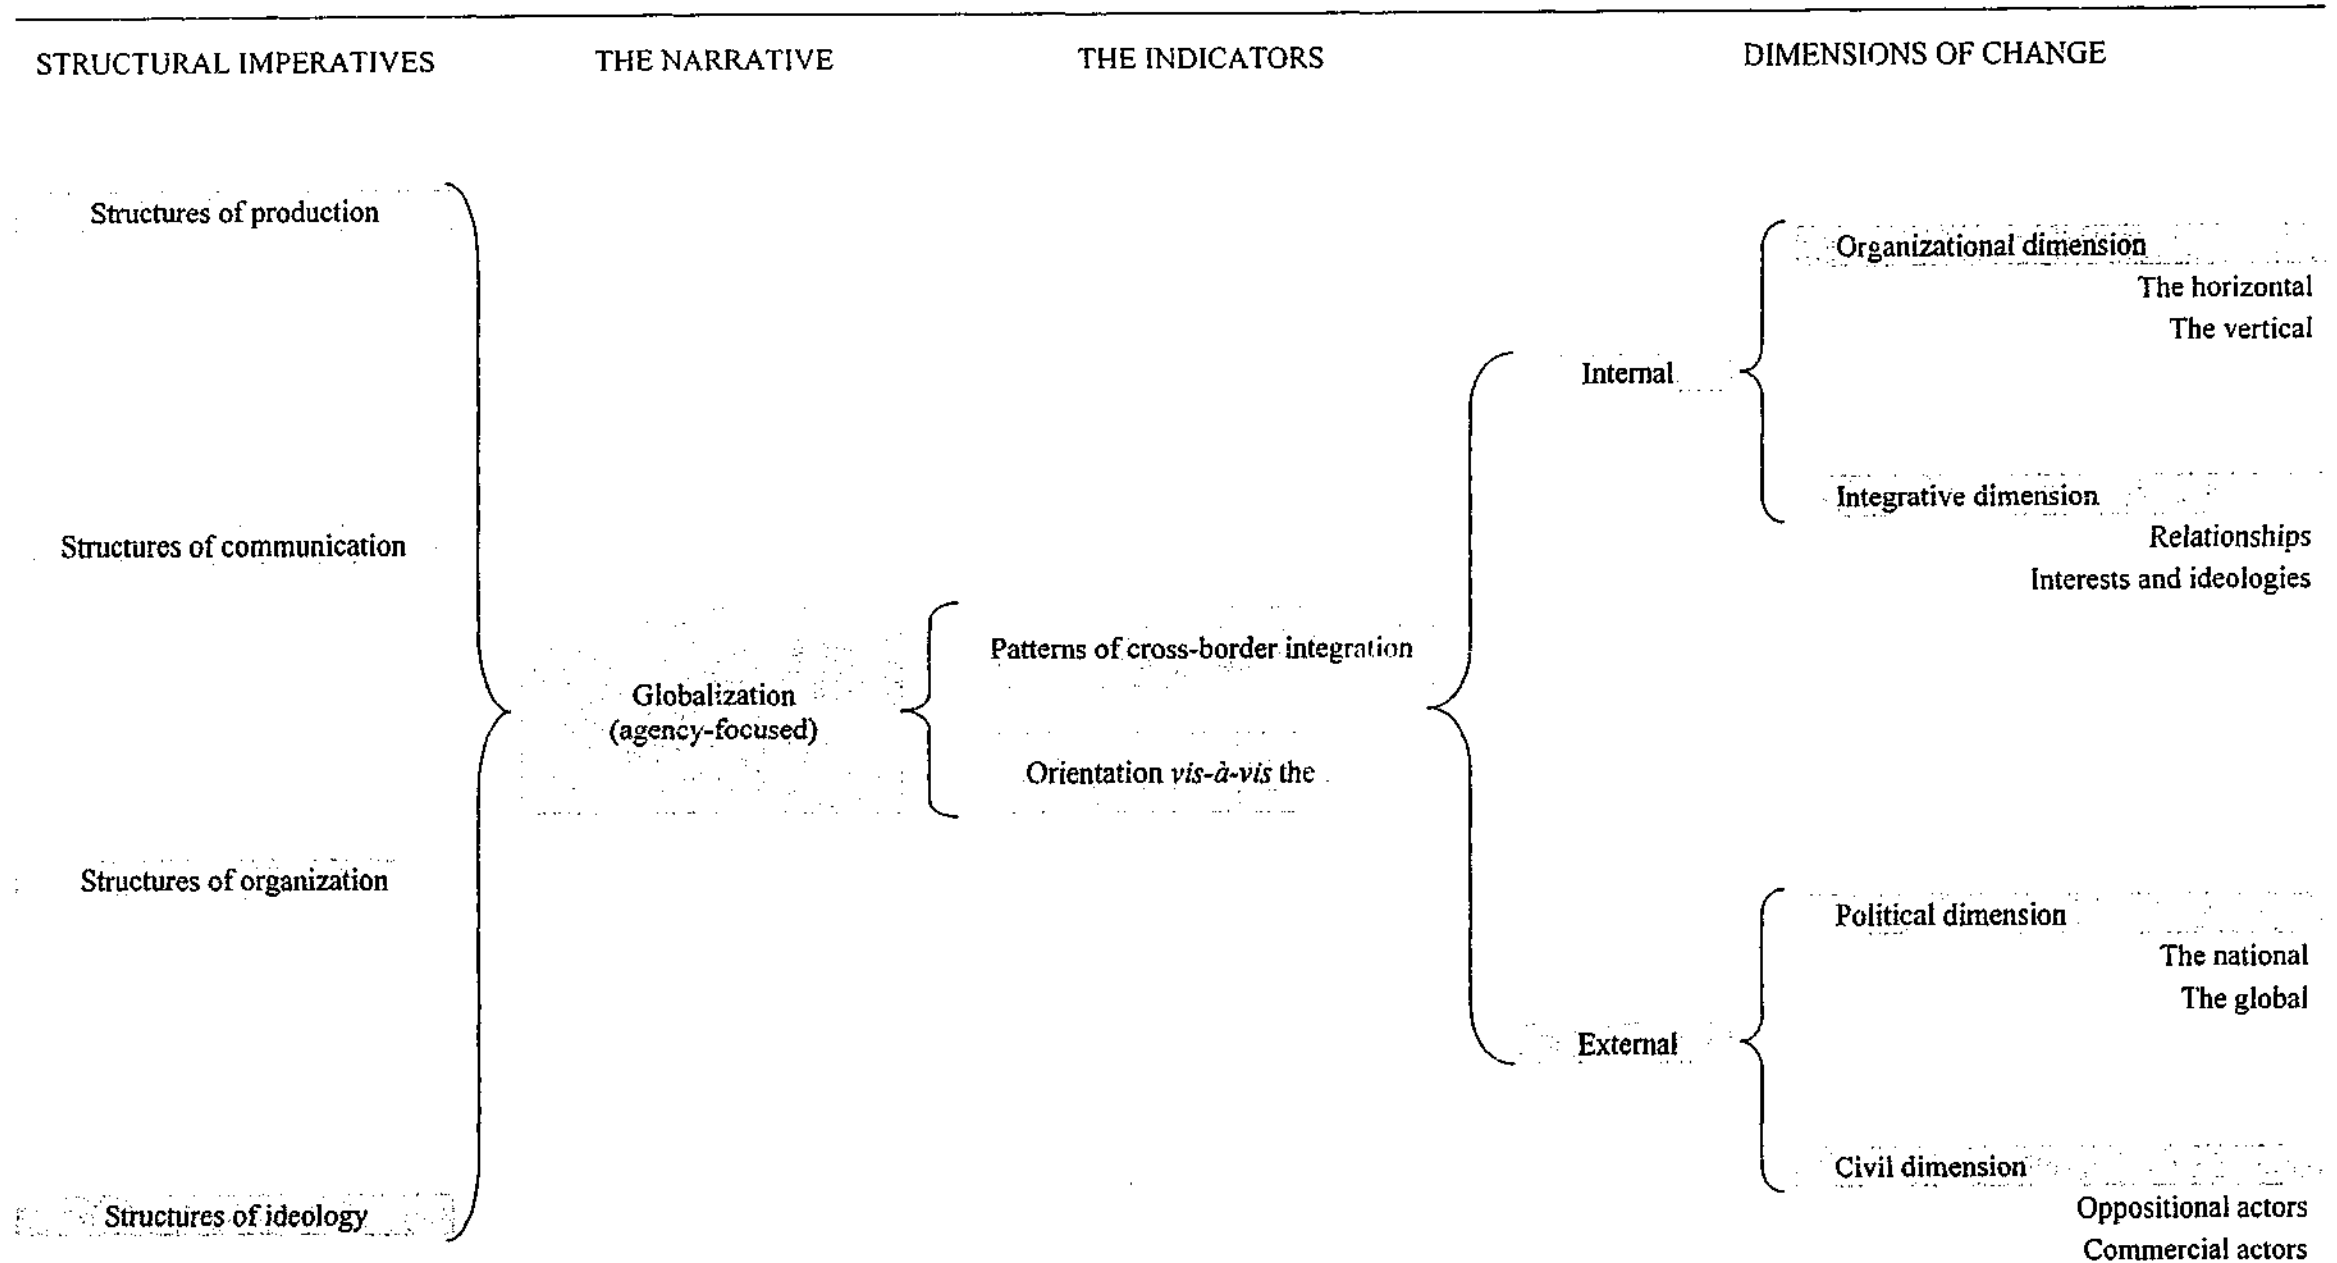 STRUCTURAL IMPERATIVES
THE NARRATIVE
THE INDICATORS
DIMENSIONS OF CHANGE
Structures of production
Structures of communication
Structures of organization
Structures of ideology
Globalization
(agency-focused)
Patterns of cross-border integration
Orientation vis-à-vis the
Internal
Organizational dimension
The horizontal
The vertical
Integrative dimension
Relationships
Interests and ideologies
External
Political dimension
The national
The global
Civil dimension
Oppositional actors
Commercial actors